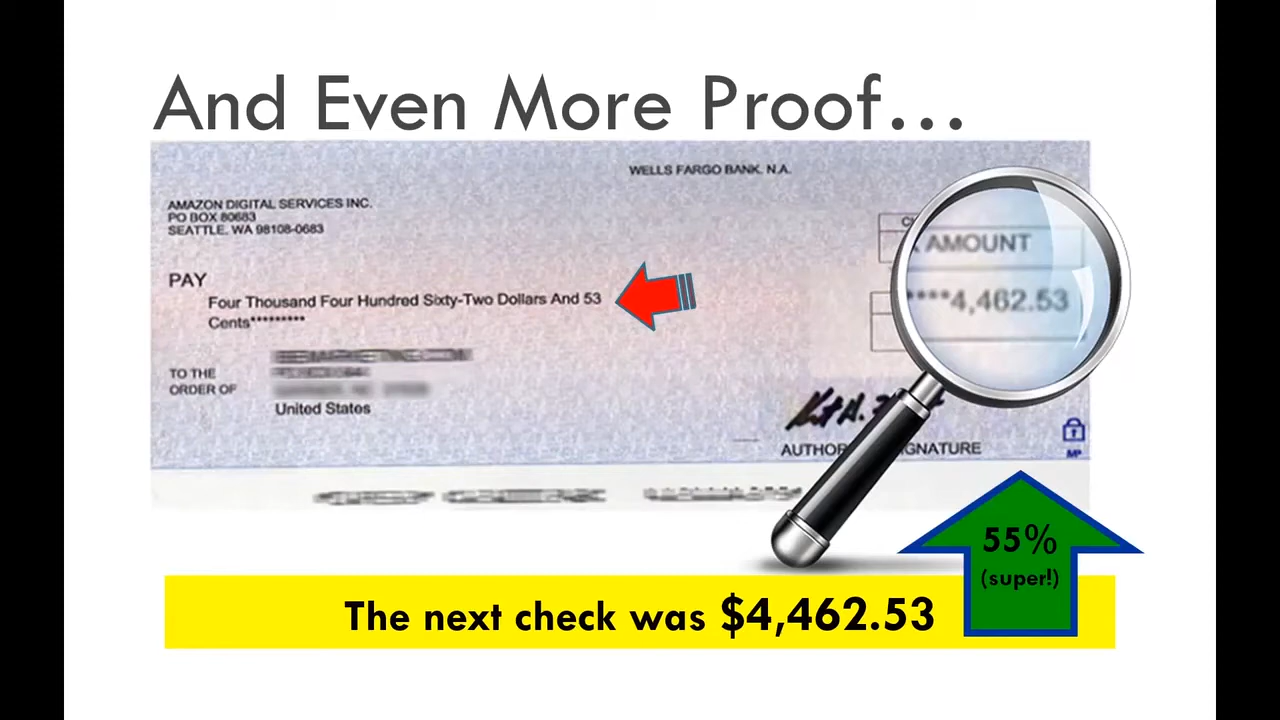 And Even More Proof...
WELLS FARGO BANK, N.A.
AMAZON DIGITAL SERVICES INC.
PO BOX 80683
SEATTLE, WA 98108-0683
AMOUNT
PAY
Four Thousand Four Hundred Sixty-Two Dollars And 53
Cents*********
****4,462.53
TO THE
ORDER OF
United States
SIGNATURE
MP
55%
(super!)
The next check was $4,462.53